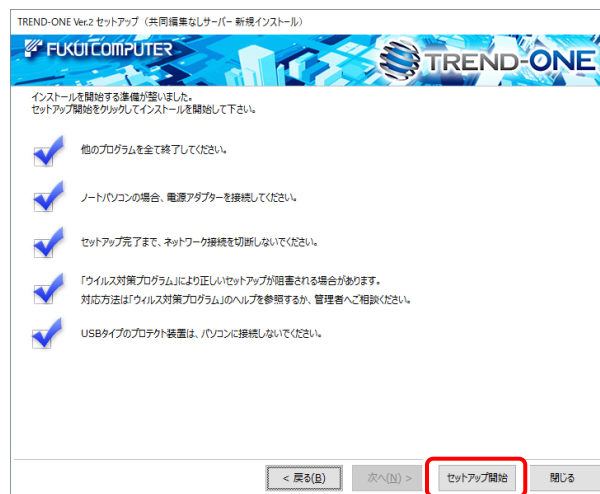 TREND-ONE Ver.2 セットアップ（共同編集なしサーバー 新規インストール）
FUKUI COMPUTER
TREND-ONE
インストールを開始する準備が整いました。
セットアップ開始をクリックしてインストールを開始して下さい。
他のプログラムを全て終了してください。
ノートパソコンの場合、電源アダプターを接続してください。
セットアップ完了まで、ネットワーク接続を切断しないでください。
「ウイルス対策プログラム」により正しいセットアップが阻害される場合があります。
対応方法は「ウィルス対策プログラム」のヘルプを参照するか、管理者へご相談ください。
USBタイプのプロテクト装置は、パソコンに接続しないでください。
< 戻る(B) 次へ(N) > セットアップ開始 閉じる